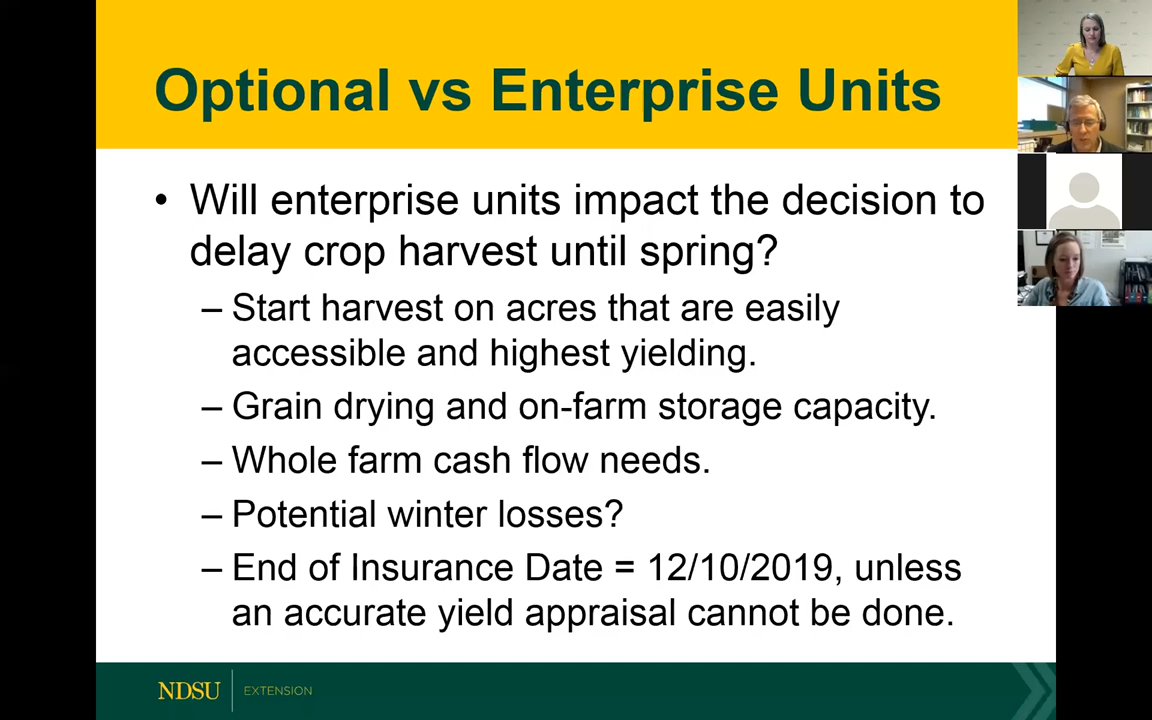 Optional vs Enterprise Units
• Will enterprise units impact the decision to
delay crop harvest until spring?
– Start harvest on acres that are easily
accessible and highest yielding.
– Grain drying and on-farm storage capacity.
– Whole farm cash flow needs.
– Potential winter losses?
– End of Insurance Date = 12/10/2019, unless
an accurate yield appraisal cannot be done.
NDSU EXTENSION